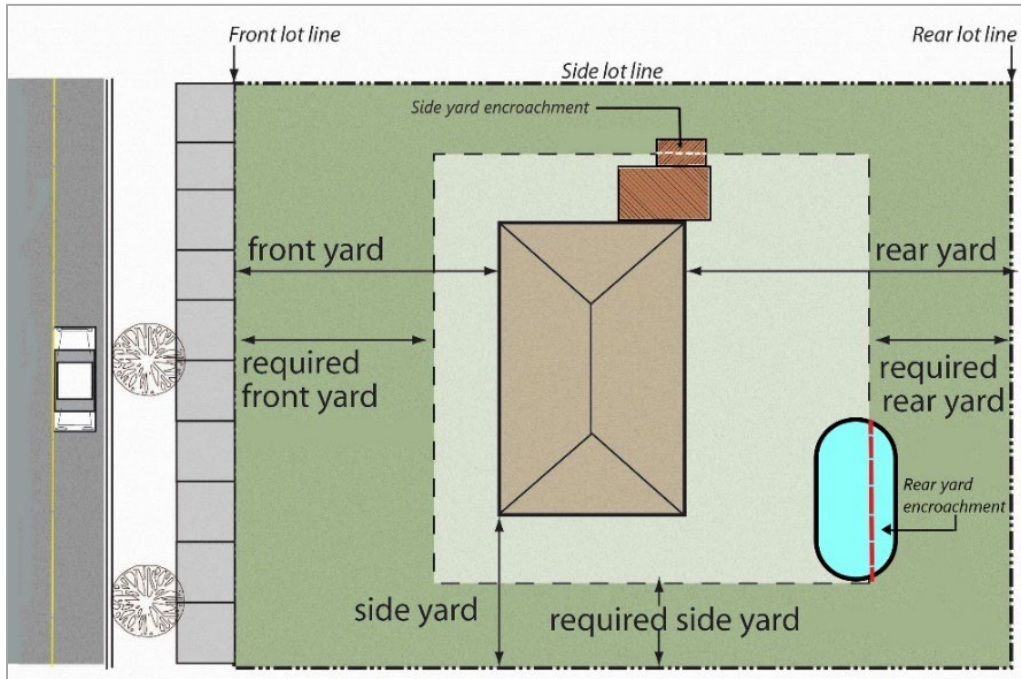 Front lot line
Rear lot line
Side lot line
Side yard encroachment
front yard
rear yard
required
front yard
required
rear yard
Rear yard
encroachment
side yard
required side yard